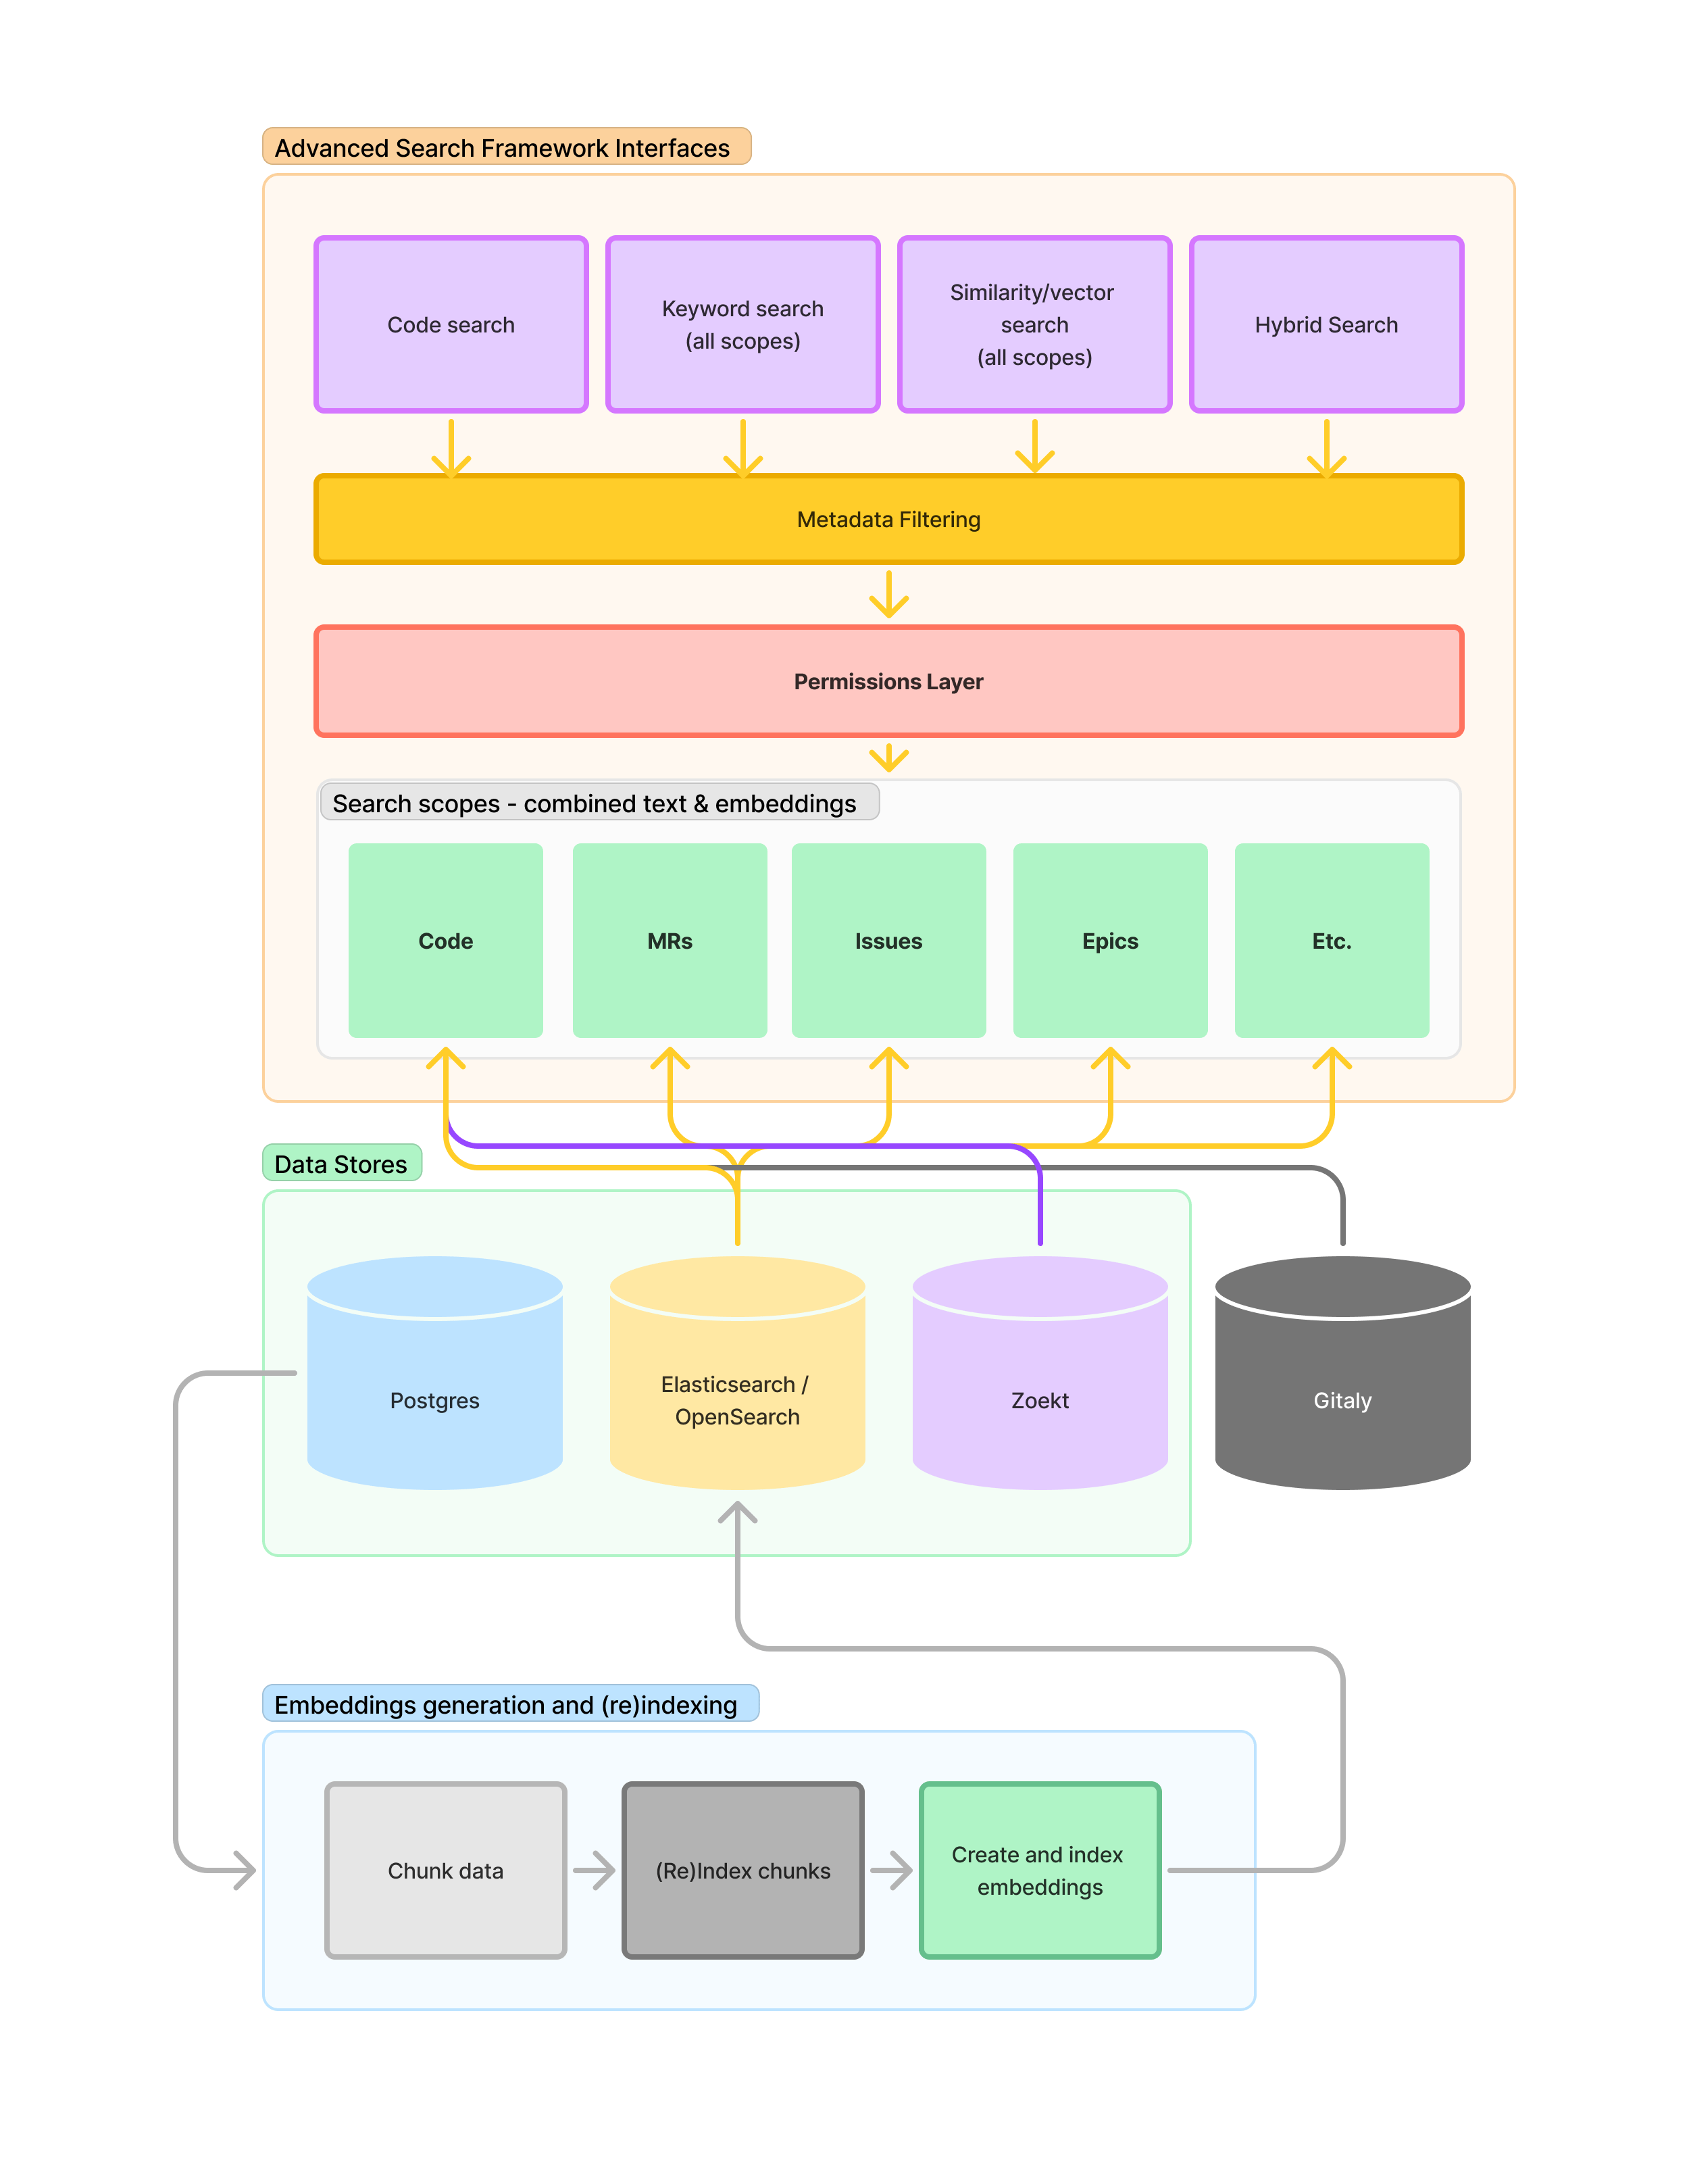 Advanced Search Framework Interfaces
Code search
Keyword search
(all scopes)
Similarity/vector
search
(all scopes)
Hybrid Search
Metadata Filtering
Permissions Layer
Search scopes - combined text & embeddings
Code
MRs
Issues
Epics
Etc.
Data Stores
Postgres
Elasticsearch /
OpenSearch
Zoekt
Gitaly
Embeddings generation and (re)indexing
Chunk data
(Re)Index chunks
Create and index
embeddings